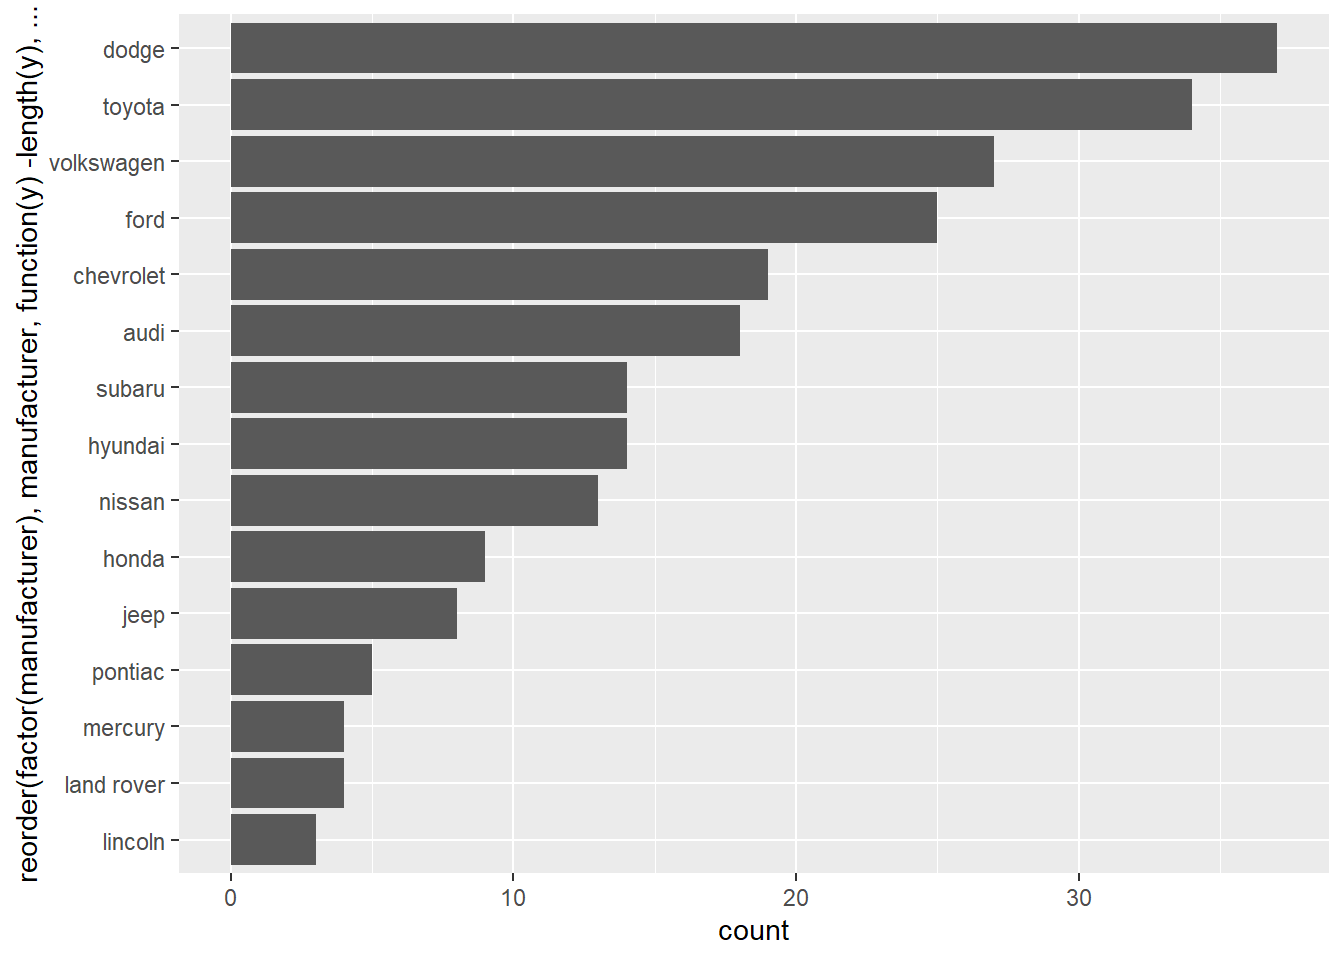 reorder(factor(manufacturer), manufacturer, function(y) -length(y), ...
dodge
toyota
volkswagen
ford
chevrolet
audi
subaru
hyundai
nissan
honda
jeep
pontiac
mercury
land rover
lincoln
0 10 20 30
count